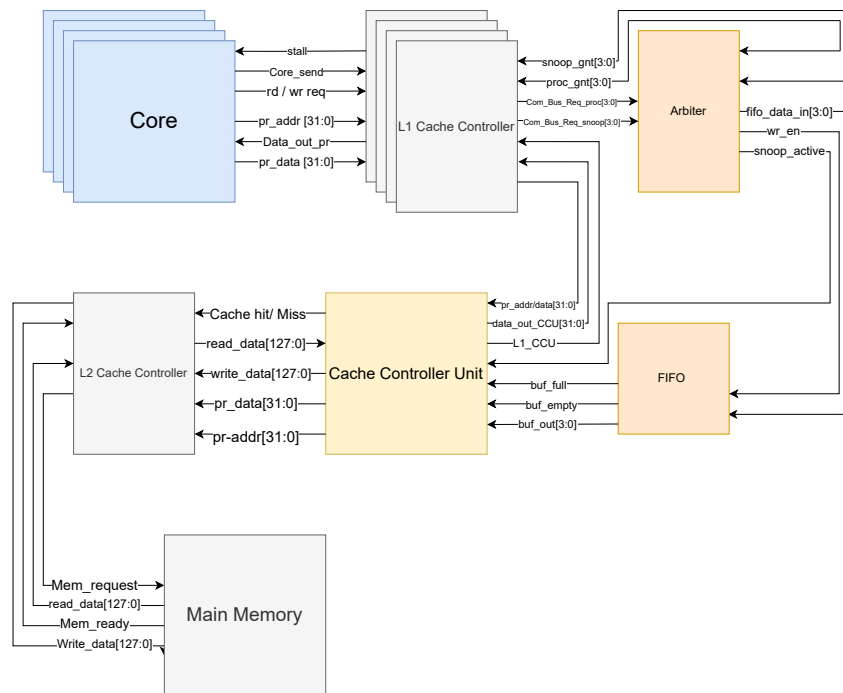 stall
Core_send
rd / wr req
Core
pr_addr [31:0]
Data_out_pr
pr_data [31:0]
L1 Cache Controller
snoop_gnt[3:0]
proc_gnt[3:0]
Com_Bus_Req_proc[3:0]
Com_Bus_Req_snoop[3:0]
Arbiter
fifo_data_in[3:0]
wr_en
snoop_active
pr_addr/data[31:0]
data_out_CCU[31:0]
L1_CCU
Cache hit/ Miss
read_data[127:0]
L2 Cache Controller
write_data[127:0]
pr_data[31:0]
pr-addr[31:0]
Cache Controller Unit
buf_full
buf_empty
buf_out[3:0]
FIFO
Mem_request
read_data[127:0]
Mem_ready
Write_data[127:0]
Main Memory